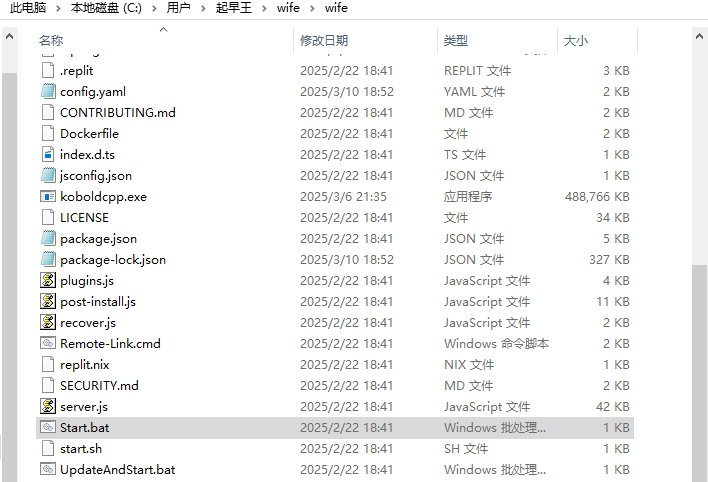 此电脑 › 本地磁盘 (C:) › 用户 › 起早王 › wife › wife
名称 修改日期 类型 大小
.replit 2025/2/22 18:41 REPLIT 文件 3 KB
config.yaml 2025/3/10 18:52 YAML 文件 2 KB
CONTRIBUTING.md 2025/2/22 18:41 MD 文件 2 KB
Dockerfile 2025/2/22 18:41 文件 2 KB
index.d.ts 2025/2/22 18:41 TS 文件 1 KB
jsconfig.json 2025/2/22 18:41 JSON 文件 1 KB
koboldcpp.exe 2025/3/6 21:35 应用程序 488,766 KB
LICENSE 2025/2/22 18:41 文件 34 KB
package.json 2025/2/22 18:41 JSON 文件 5 KB
package-lock.json 2025/3/10 18:52 JSON 文件 327 KB
plugins.js 2025/2/22 18:41 JavaScript 文件 4 KB
post-install.js 2025/2/22 18:41 JavaScript 文件 11 KB
recover.js 2025/2/22 18:41 JavaScript 文件 2 KB
Remote-Link.cmd 2025/2/22 18:41 Windows 命令脚本 2 KB
replit.nix 2025/2/22 18:41 NIX 文件 1 KB
SECURITY.md 2025/2/22 18:41 MD 文件 2 KB
server.js 2025/2/22 18:41 JavaScript 文件 42 KB
Start.bat 2025/2/22 18:41 Windows 批处理... 1 KB
start.sh 2025/2/22 18:41 SH 文件 1 KB
UpdateAndStart.bat 2025/2/22 18:41 Windows 批处理... 1 KB